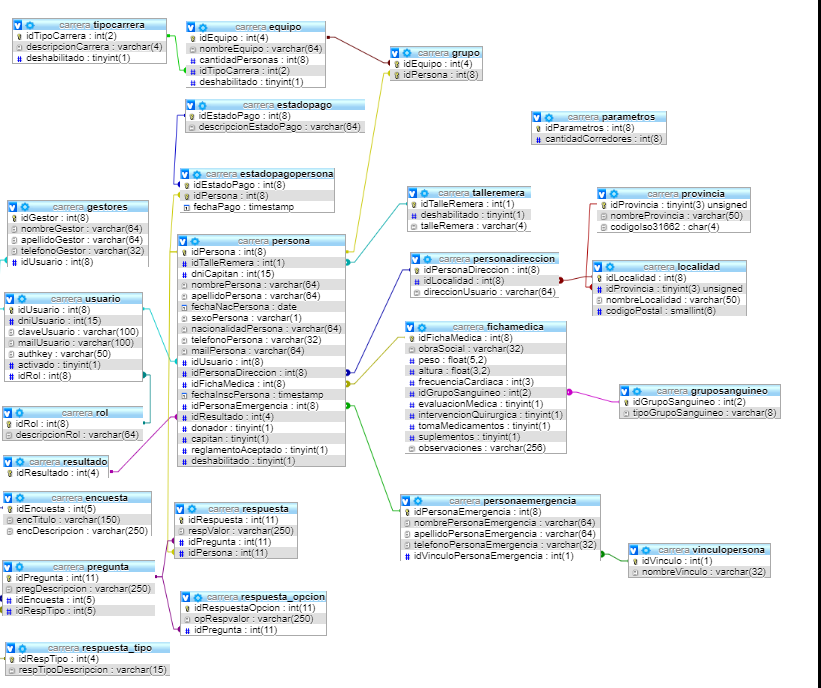 carrera tipocarrera
idTipoCarrera : int(2)
descripcionCarrera : varchar(4)
deshabilitado : tinyint(1)
carrera equipo
idEquipo : int(4)
nombreEquipo : varchar(64)
cantidadPersonas : int(8)
idTipoCarrera : int(2)
deshabilitado : tinyint(1)
carrera grupo
idEquipo : int(4)
idPersona : int(8)
carrera estadopago
idEstadoPago : int(8)
descripcionEstadoPago : varchar(64)
carrera parametros
idParametros : int(8)
cantidadCorredores : int(8)
carrera estadopagopersona
idEstadoPago : int(8)
idPersona : int(8)
fechaPago : timestamp
carrera talleremera
idTalleRemera : int(1)
deshabilitado : tinyint(1)
talleRemera : varchar(4)
carrera provincia
idProvincia : tinyint(3) unsigned
nombreProvincia : varchar(50)
codigoIso31662 : char(4)
carrera gestores
idGestor : int(8)
nombreGestor : varchar(64)
apellidoGestor : varchar(64)
telefonoGestor : varchar(32)
idUsuario : int(8)
carrera persona
idPersona : int(8)
idTalleRemera : int(1)
dniCapitan : int(15)
nombrePersona : varchar(64)
apellidoPersona : varchar(64)
fechaNacPersona : date
sexoPersona : varchar(1)
nacionalidadPersona : varchar(64)
telefonoPersona : varchar(32)
mailPersona : varchar(64)
idUsuario : int(8)
idPersonaDireccion : int(8)
idFichaMedica : int(8)
fechaInscPersona : timestamp
idPersonaEmergencia : int(8)
idResultado : int(4)
donador : tinyint(1)
capitan : tinyint(1)
reglamentoAceptado : tinyint(1)
deshabilitado : tinyint(1)
carrera personadireccion
idPersonaDireccion : int(8)
idLocalidad : int(8)
direccionUsuario : varchar(64)
carrera localidad
idLocalidad : int(8)
idProvincia : tinyint(3) unsigned
nombreLocalidad : varchar(50)
codigoPostal : smallint(6)
carrera usuario
idUsuario : int(8)
dniUsuario : int(15)
claveUsuario : varchar(100)
mailUsuario : varchar(100)
authkey : varchar(50)
activado : tinyint(1)
idRol : int(8)
carrera fichamedica
idFichaMedica : int(8)
obraSocial : varchar(32)
peso : float(5,2)
altura : float(3,2)
frecuenciaCardiaca : int(3)
idGrupoSanguineo : int(2)
evaluacionMedica : tinyint(1)
intervencionQuirurgica : tinyint(1)
tomaMedicamentos : tinyint(1)
suplementos : tinyint(1)
observaciones : varchar(256)
carrera gruposanguineo
idGrupoSanguineo : int(2)
tipoGrupoSanguineo : varchar(8)
carrera rol
idRol : int(8)
descripcionRol : varchar(64)
carrera resultado
idResultado : int(4)
carrera encuesta
idEncuesta : int(5)
encTitulo : varchar(150)
encDescripcion : varchar(250)
carrera respuesta
idRespuesta : int(11)
respValor : varchar(250)
idPregunta : int(11)
idPersona : int(11)
carrera personaemergencia
idPersonaEmergencia : int(8)
nombrePersonaEmergencia : varchar(64)
apellidoPersonaEmergencia : varchar(64)
telefonoPersonaEmergencia : varchar(32)
idVinculoPersonaEmergencia : int(1)
carrera vinculopersona
idVinculo : int(1)
nombreVinculo : varchar(32)
carrera pregunta
idPregunta : int(11)
pregDescripcion : varchar(250)
idEncuesta : int(5)
idRespTipo : int(5)
carrera respuesta_opcion
idRespuestaOpcion : int(11)
opRespvalor : varchar(250)
idPregunta : int(11)
carrera respuesta_tipo
idRespTipo : int(4)
respTipoDescripcion : varchar(15)